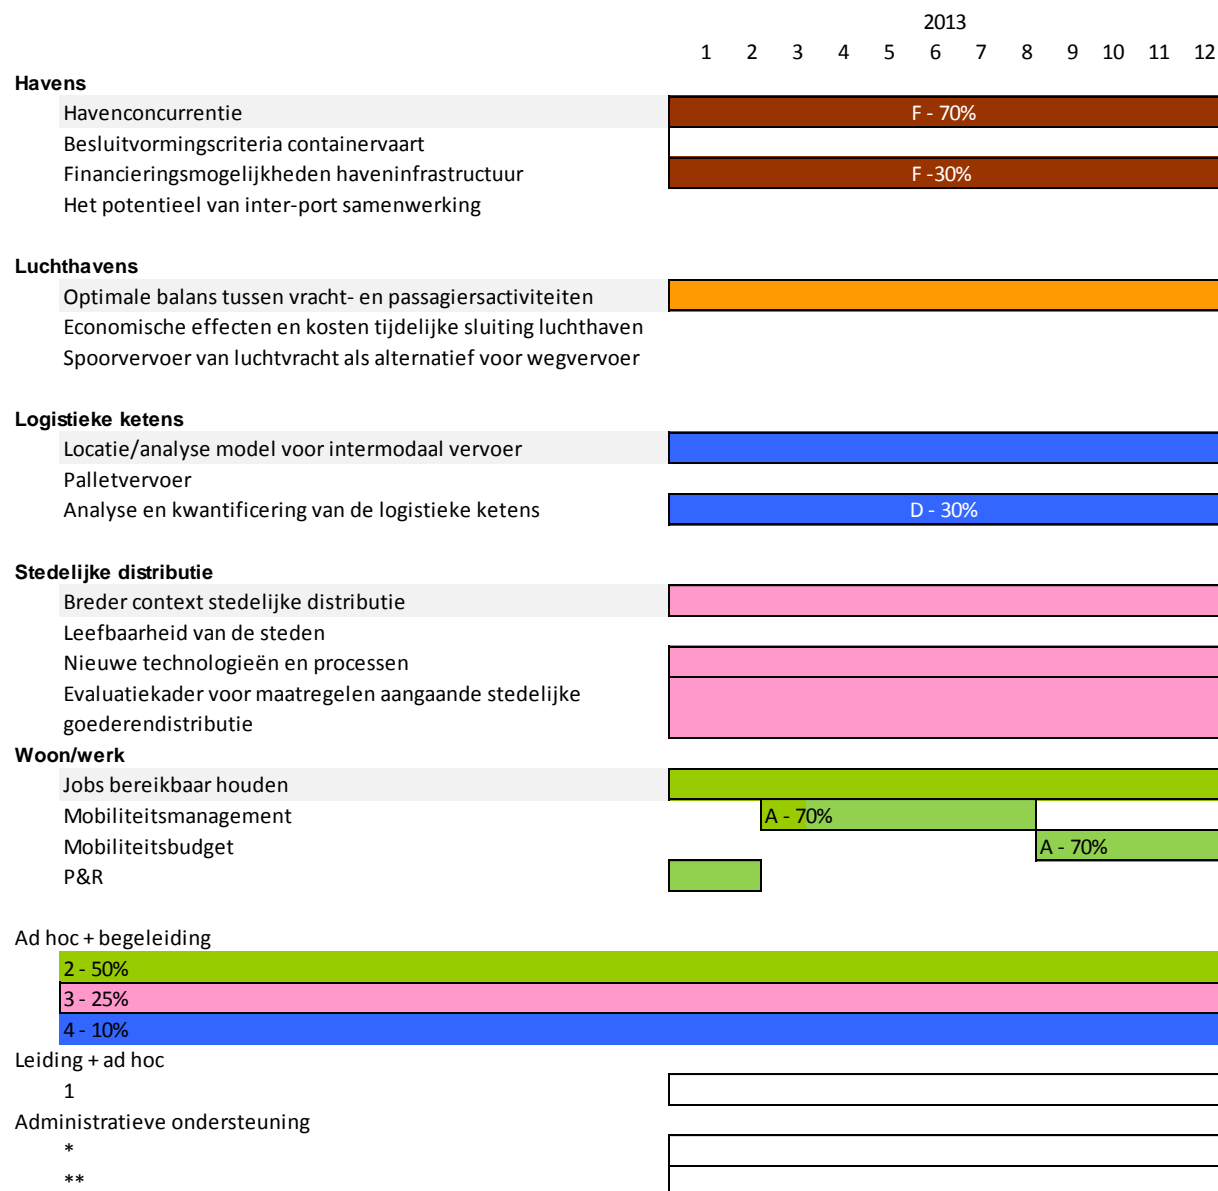 2013
1 2 3 4 5 6 7 8 9 10 11 12
Havens
Havenconcurrentie F - 70%
Besluitvormingscriteria containervaart
Financieringsmogelijkheden haveninfrastructuur F -30%
Het potentieel van inter-port samenwerking
Luchthavens
Optimale balans tussen vracht- en passagiersactiviteiten
Economische effecten en kosten tijdelijke sluiting luchthaven
Spoorvervoer van luchtvracht als alternatief voor wegvervoer
Logistieke ketens
Locatie/analyse model voor intermodaal vervoer
Palletvervoer
Analyse en kwantificering van de logistieke ketens D - 30%
Stedelijke distributie
Breder context stedelijke distributie
Leefbaarheid van de steden
Nieuwe technologieën en processen
Evaluatiekader voor maatregelen aangaande stedelijke
goederendistributie
Woon/werk
Jobs bereikbaar houden
Mobiliteitsmanagement A - 70%
Mobiliteitsbudget A - 70%
P&R
Ad hoc + begeleiding
2 - 50%
3 - 25%
4 - 10%
Leiding + ad hoc
1
Administratieve ondersteuning
*
**